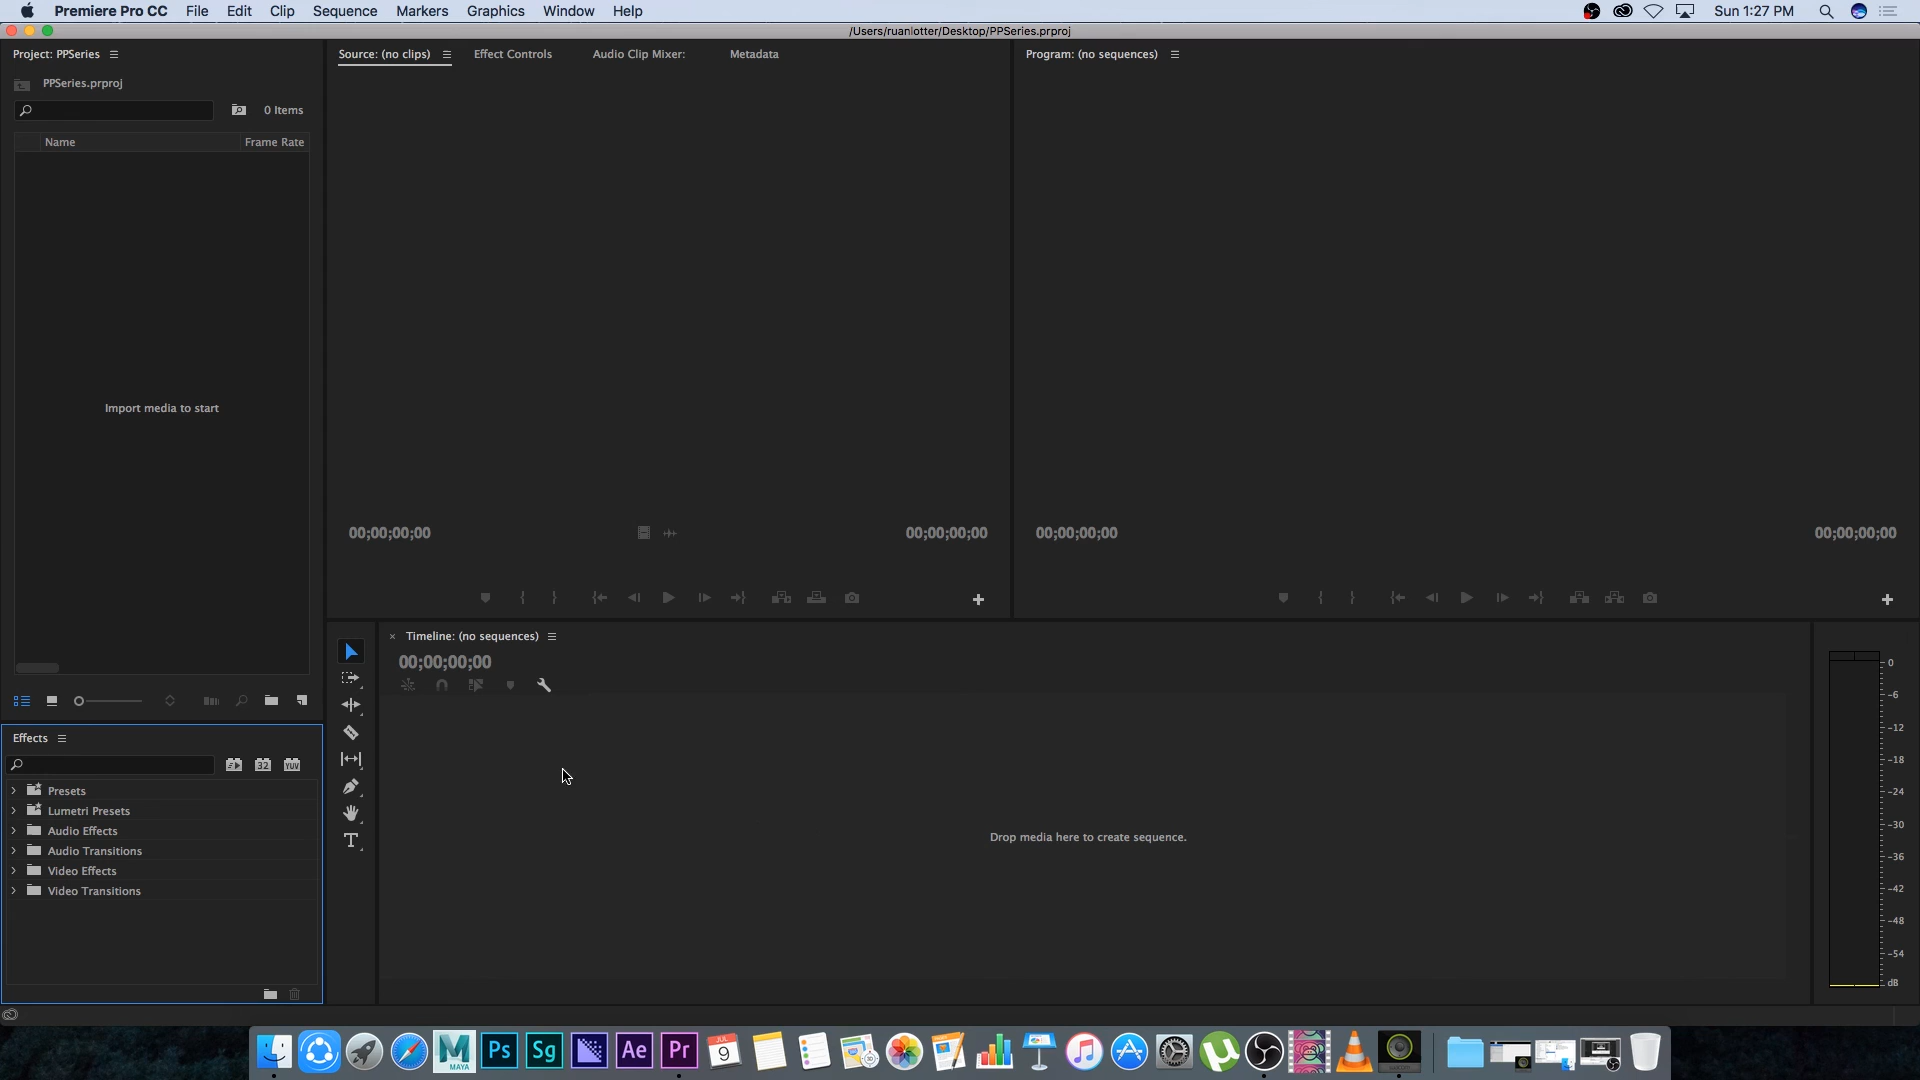 Premiere Pro CC File Edit Clip Sequence Markers Graphics Window Help Sun 1:27 PM
/Users/ruanlotter/Desktop/PPSeries.prproj
Project: PPSeries
Source: (no clips) Effect Controls Audio Clip Mixer: Metadata
Program: (no sequences)
PPSeries.prproj
0 Items
Name Frame Rate
Import media to start
00;00;00;00 00;00;00;00
00;00;00;00 00;00;00;00
Timeline: (no sequences)
00;00;00;00
Drop media here to create sequence.
Effects
32 YUV
Presets
Lumetri Presets
Audio Effects
Audio Transitions
Video Effects
Video Transitions
0
-6
-12
-18
-24
-30
-36
-42
-48
-54
dB
MAYA Ps Sg Ae Pr JUL 9